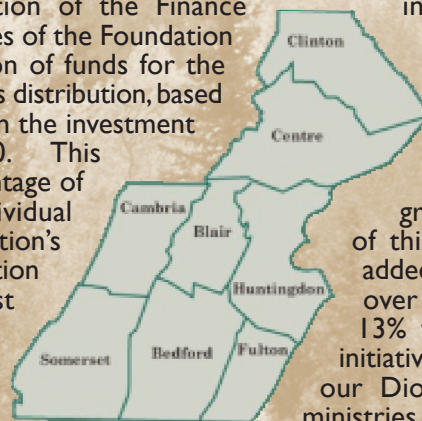 tion of the Finance
es of the Foundation
on of funds for the
s distribution, based
n the investment
0. This
ntage of
ividual
tion's
tion
st
Clinton
Centre
Cambria
Blair
Huntingdon
Somerset
Bedford
Fulton
in
gr
of thi
added
over
13%
initiativ
our Dio
ministries